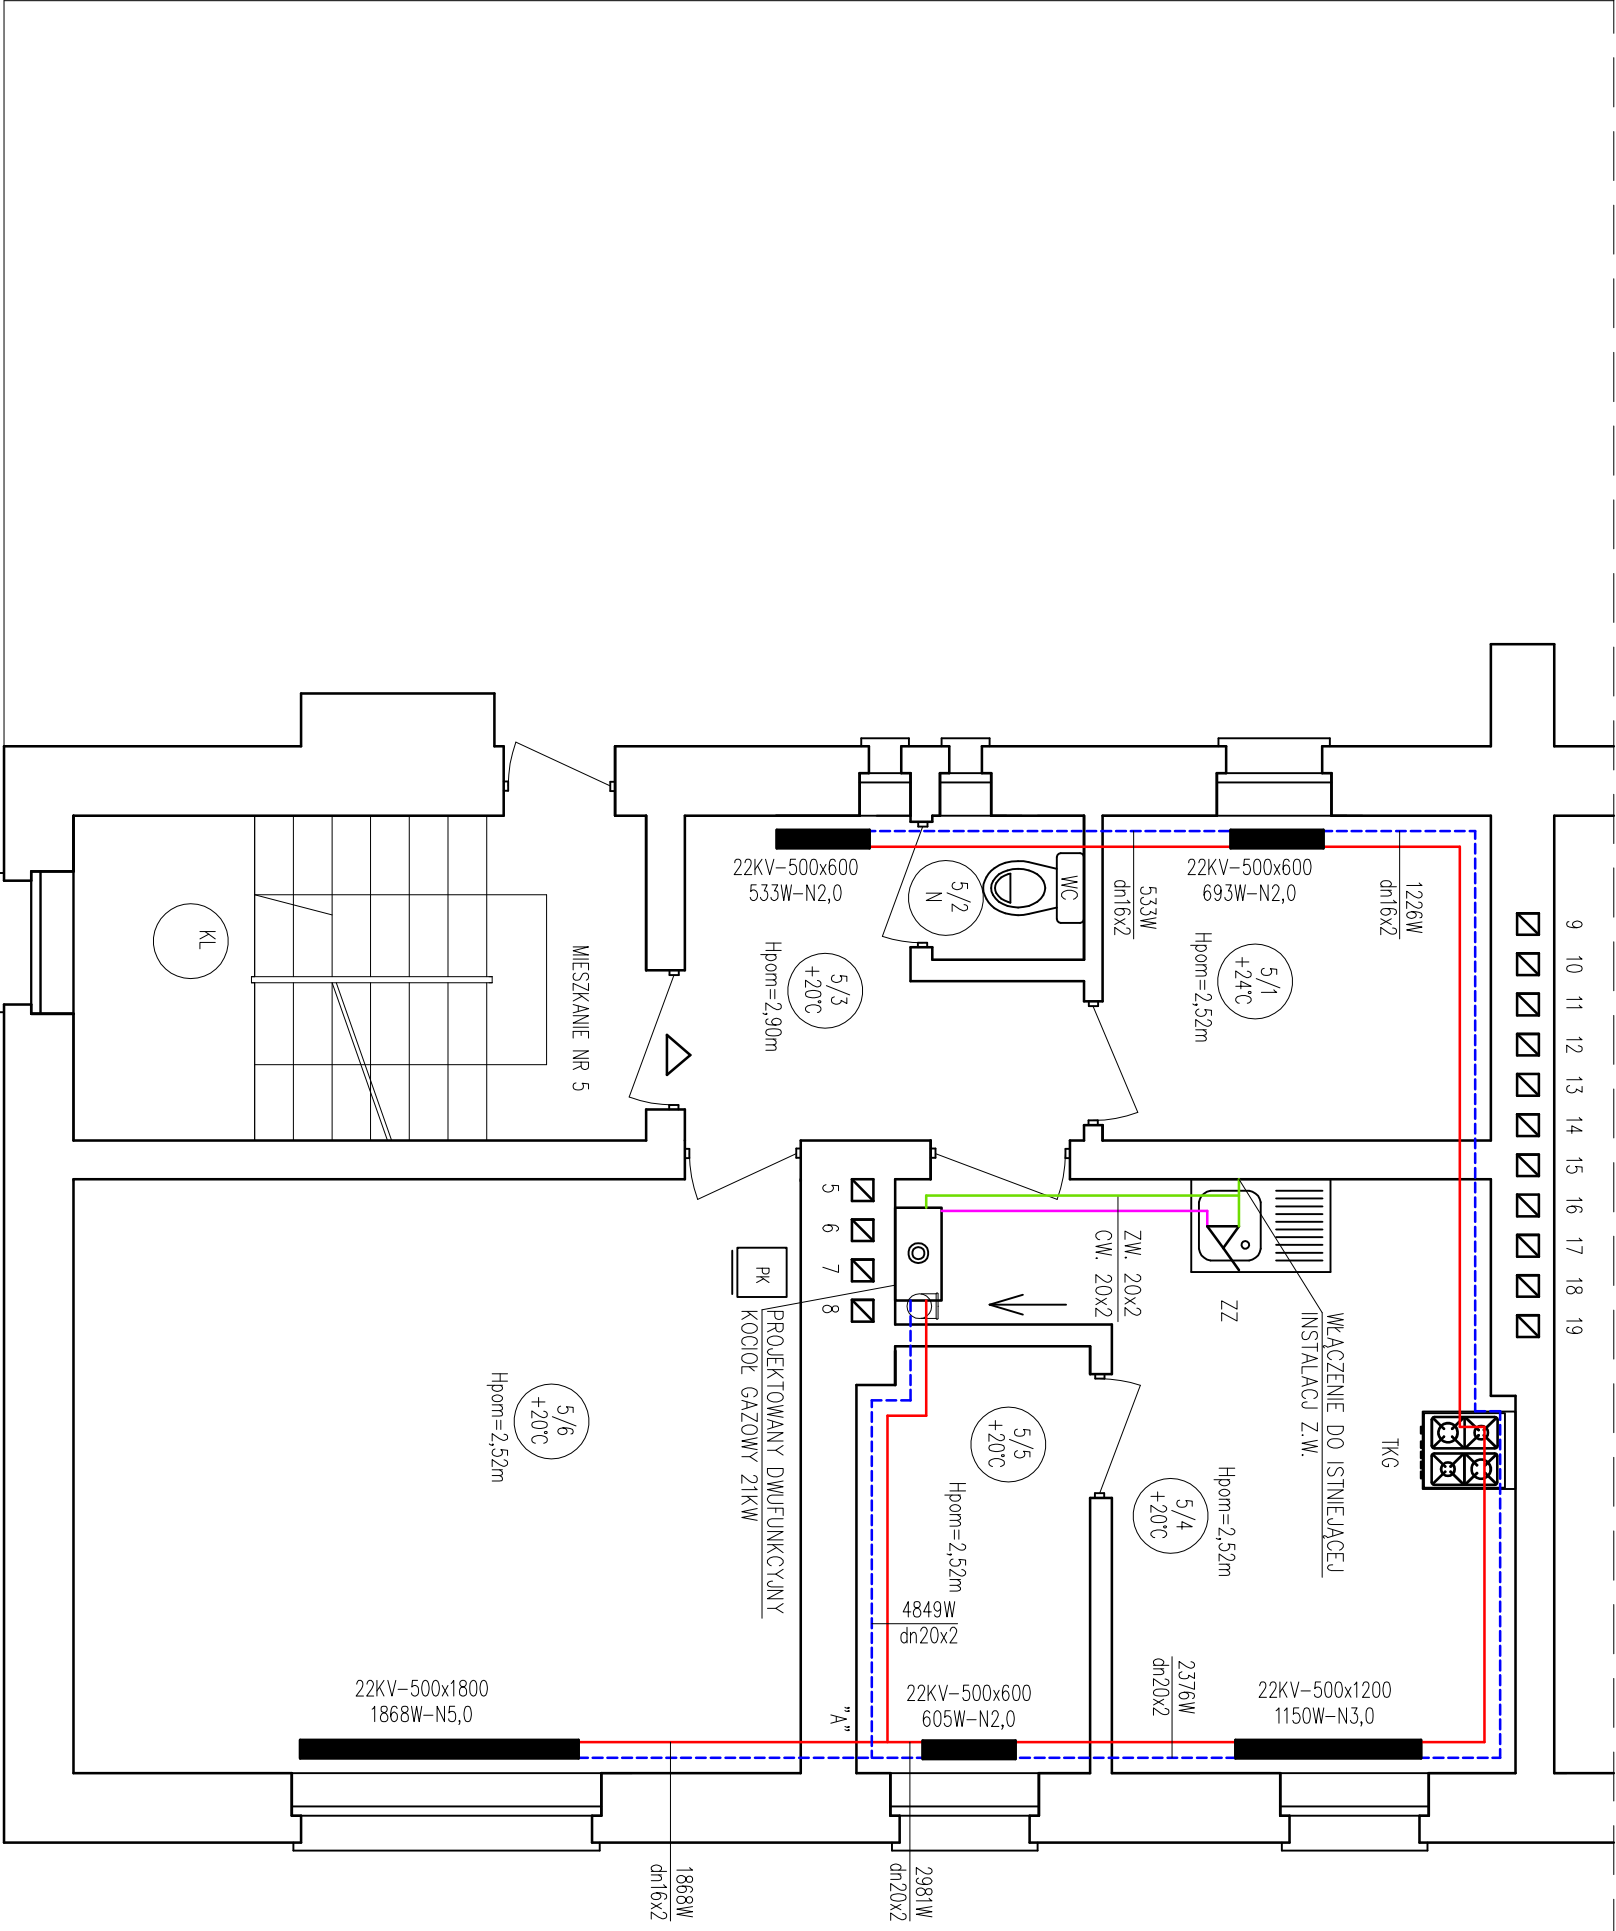 22KV-500x600
533W-N2,0
22KV-500x600
693W-N2,0
WC
5/2
N
533W
dn16x2
1226W
dn16x2
9
10
11
12
13
14
15
16
17
18
19
KL
MIESZKANIE NR 5
5/3
+20°C
Hpom=2,90m
5/1
+24°C
Hpom=2,52m
5
6
7
8
PK
ZW. 20x2
CW. 20x2
ZZ
WŁĄCZENIE DO ISTNIEJĄCEJ
INSTALACJ Z.W.
PROJEKTOWANY DWUFUNKCYJNY
KOCIOŁ GAZOWY 21KW
TKG
5/6
+20°C
Hpom=2,52m
5/5
+20°C
Hpom=2,52m
5/4
+20°C
Hpom=2,52m
4849W
dn20x2
2376W
dn20x2
22KV-500x1800
1868W-N5,0
"A"
22KV-500x600
605W-N2,0
22KV-500x1200
1150W-N3,0
1868W
dn16x2
2981W
dn20x2